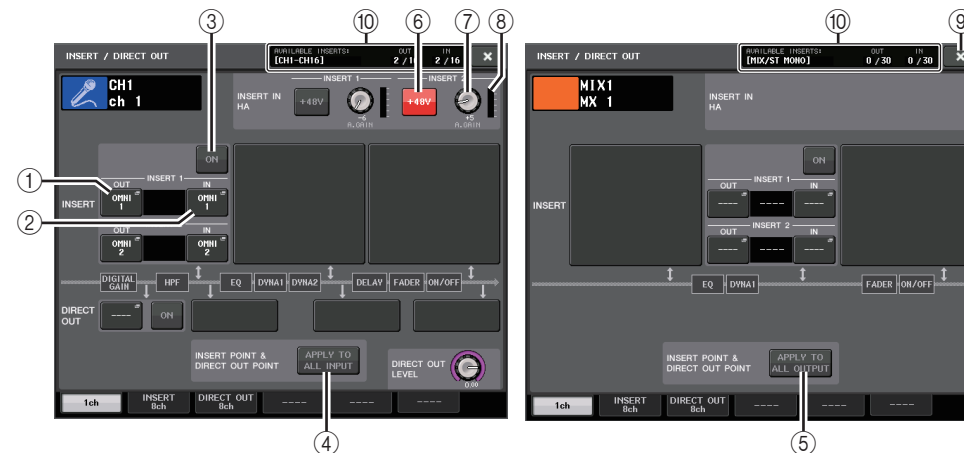 ③ ⑩ ⑥ ⑦ ⑧ ⑩ ⑨
INSERT / DIRECT OUT
AVAILABLE INSERTS: OUT IN
[CH1-CH16] 2 /16 2 /16
CH1
ch 1
INSERT IN
HA
INSERT 1 INSERT 2
+48V -6 A.GAIN +48V +5 A.GAIN
①
②
ON
INSERT 1
OUT IN
INSERT OMNI 1 OMNI 1
OUT IN
OMNI 2 OMNI 2
DIGITAL GAIN HPF EQ DYNA1 DYNA2 DELAY FADER ON/OFF
DIRECT OUT ---- ON
INSERT POINT &
DIRECT OUT POINT
APPLY TO
ALL INPUT
DIRECT OUT
LEVEL
0.00
1ch INSERT 8ch DIRECT OUT 8ch ---- ---- ----
④
INSERT / DIRECT OUT
AVAILABLE INSERTS: OUT IN
[MIX/ST MONO] 0 /30 0 /30
MIX1
MX 1
INSERT IN
HA
ON
INSERT 1
OUT IN
INSERT
---- ---- ----
INSERT 2
OUT IN
---- ---- ----
EQ DYNA1 FADER ON/OFF
INSERT POINT &
DIRECT OUT POINT
APPLY TO
ALL OUTPUT
1ch INSERT 8ch DIRECT OUT 8ch ---- ---- ----
⑤